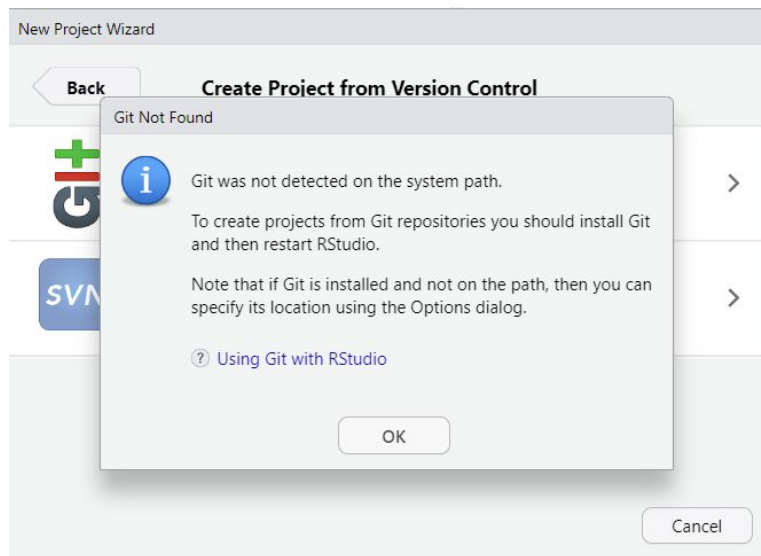 New Project Wizard
Back
Create Project from Version Control
Git Not Found
git
Git was not detected on the system path.
To create projects from Git repositories you should install Git
and then restart RStudio.
SVN
Note that if Git is installed and not on the path, then you can
specify its location using the Options dialog.
? Using Git with RStudio
OK
Cancel